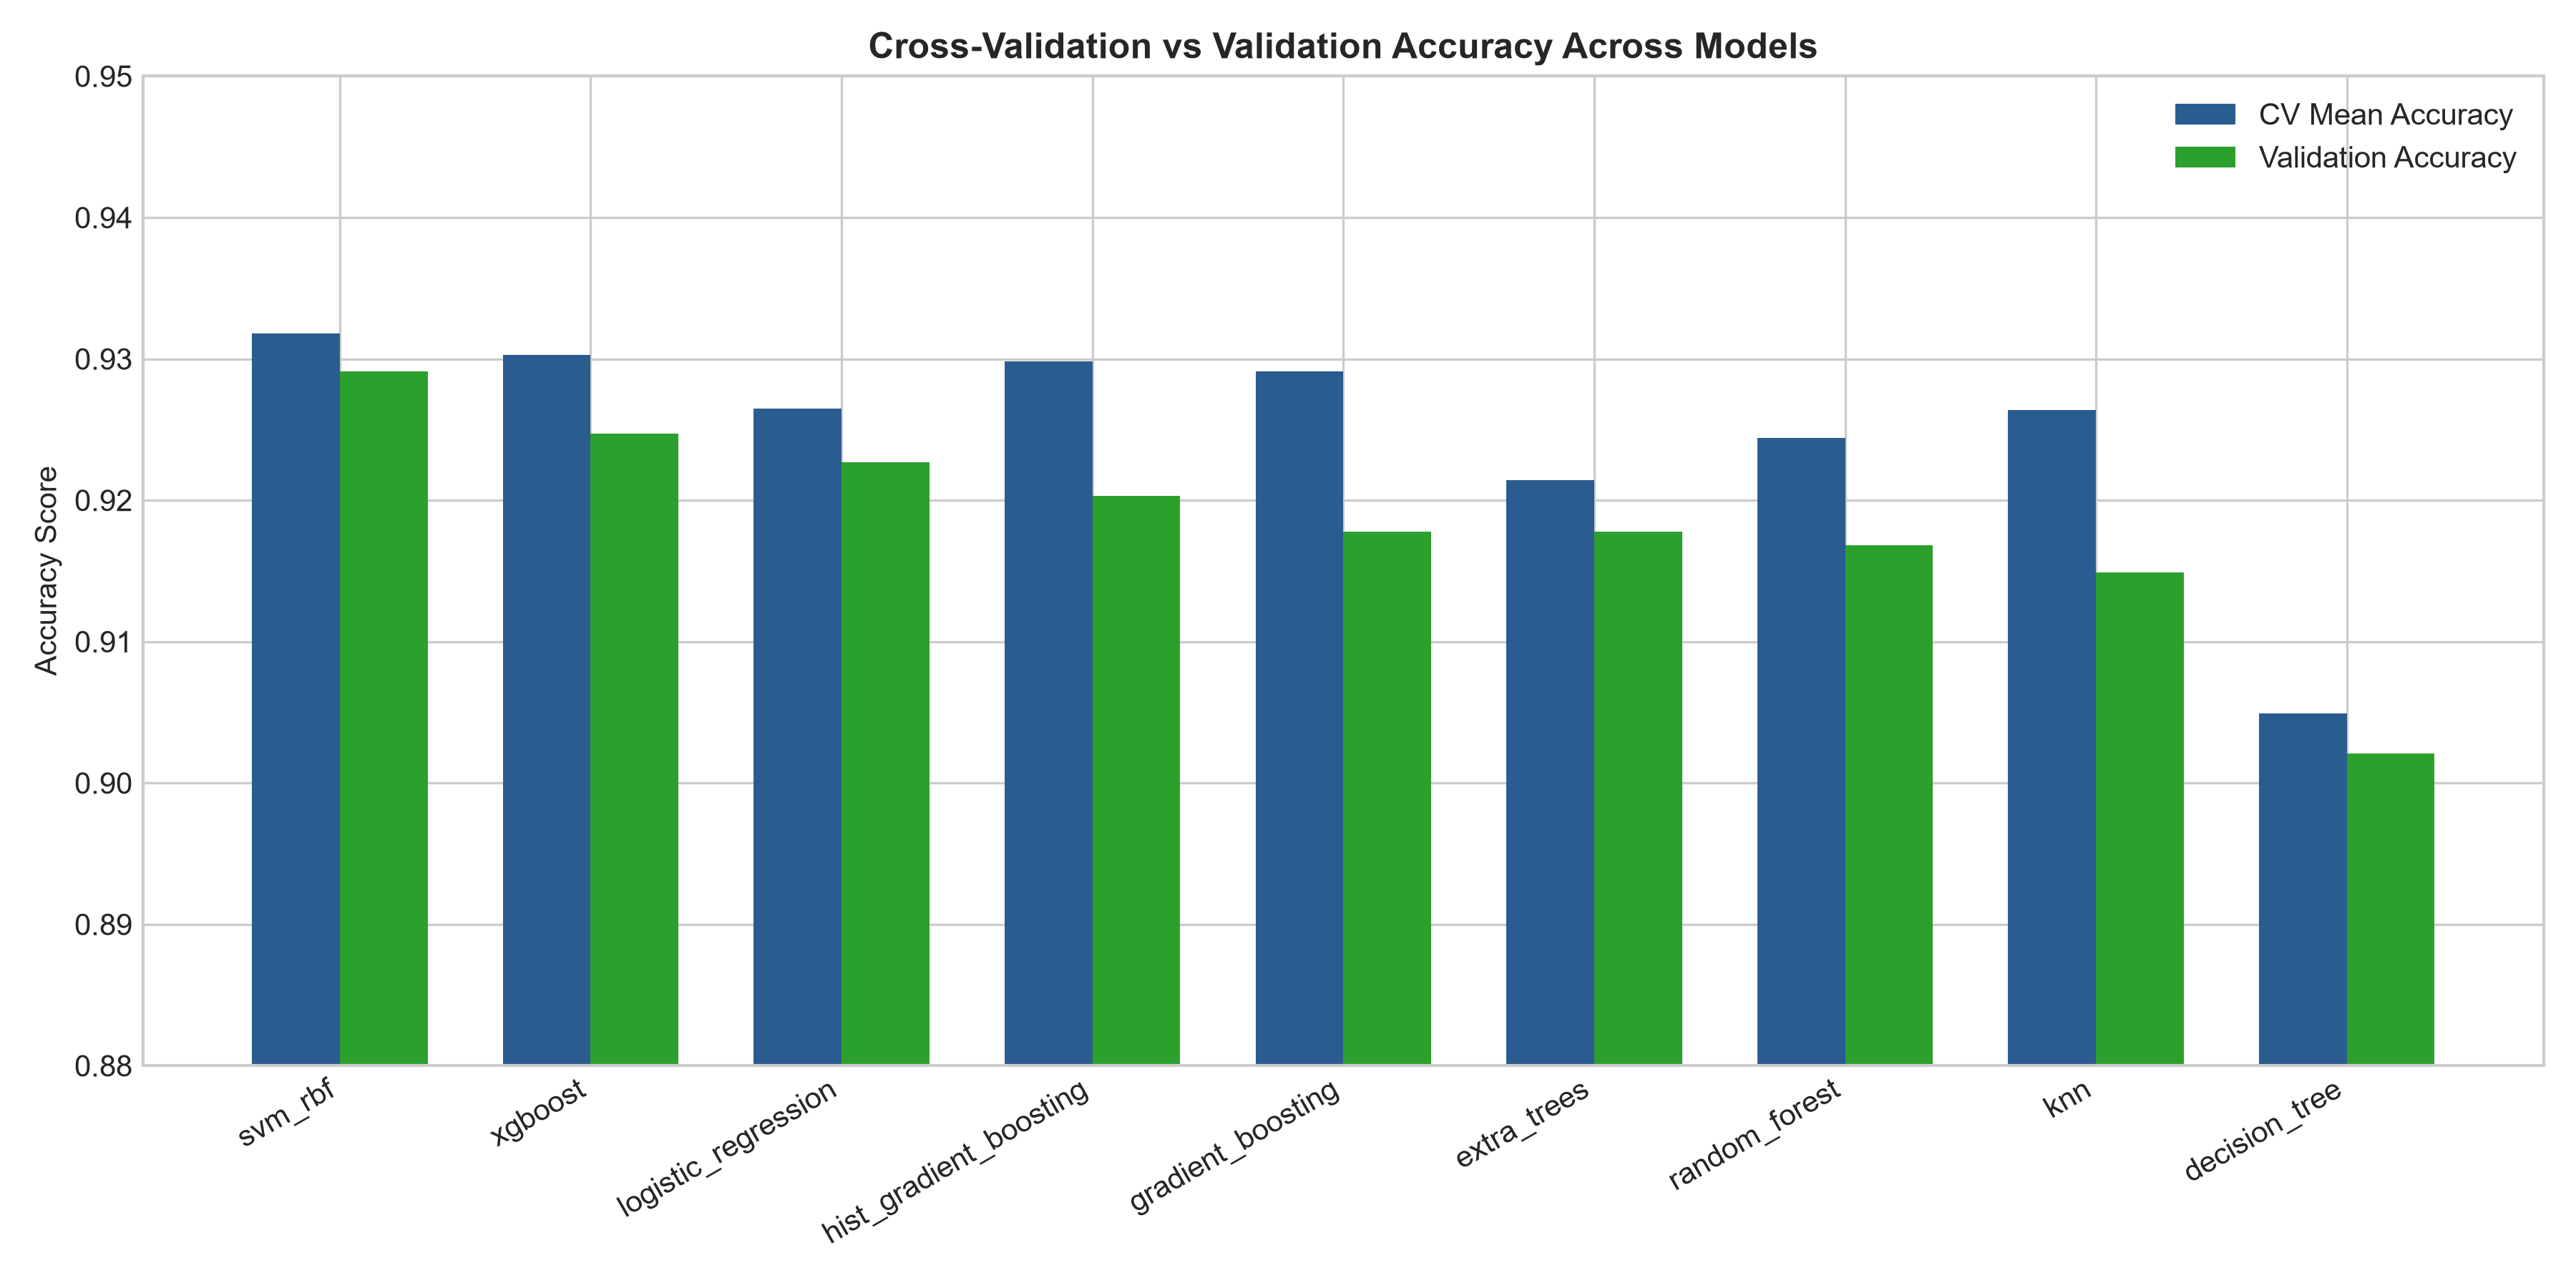 Cross-Validation vs Validation Accuracy Across Models
CV Mean Accuracy
Validation Accuracy
Accuracy Score
0.95
0.94
0.93
0.92
0.91
0.90
0.89
0.88
svm_rbf
xgboost
logistic_regression
hist_gradient_boosting
gradient_boosting
extra_trees
random_forest
knn
decision_tree